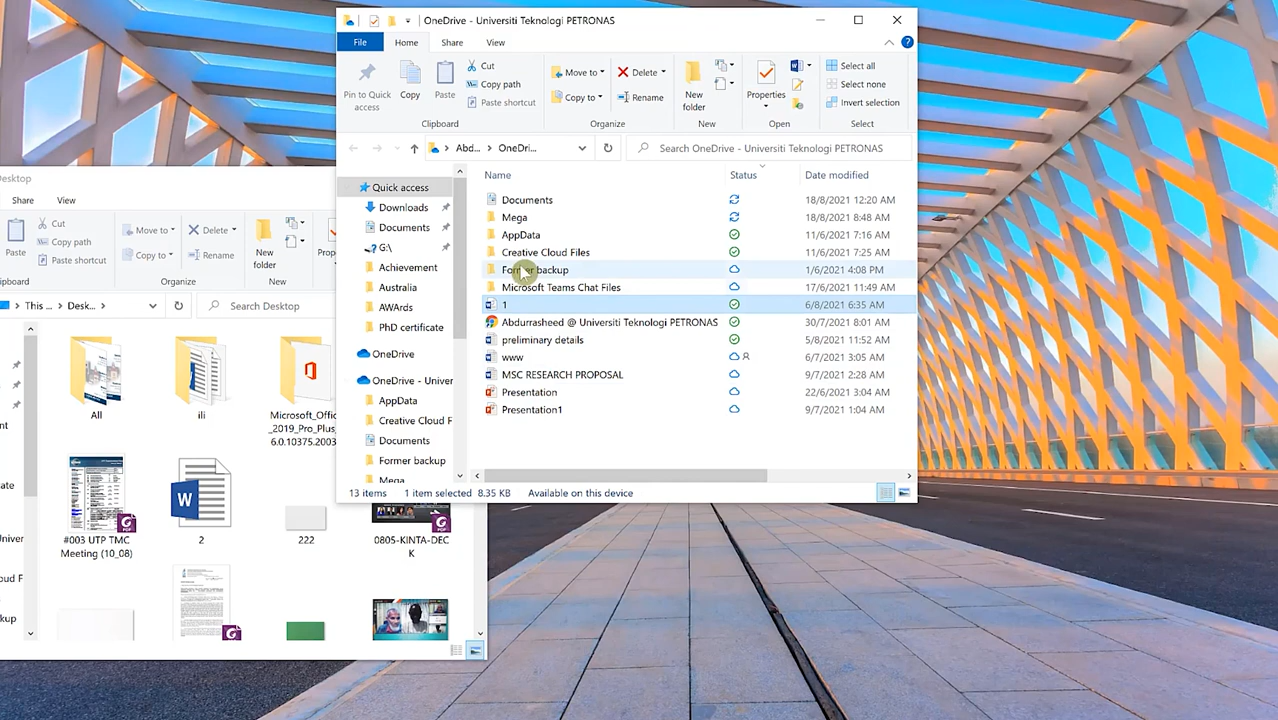 OneDrive - Universiti Teknologi PETRONAS
File Home Share View
Pin to Quick access
Copy
Paste
Cut
Copy path
Paste shortcut
Clipboard
Move to
Copy to
Delete
Rename
Organize
New folder
New
Properties
Open
Select all
Select none
Invert selection
Select
Abd... OneDri...
Search OneDrive - Universiti Teknologi PETRONAS
Quick access
Downloads
Documents
G:\
Achievement
Australia
AWArds
PhD certificate
OneDrive
OneDrive - Univer
AppData
Creative Cloud F
Documents
Former backup
Mega
Name Status Date modified
Documents 18/8/2021 12:20 AM
Mega 18/8/2021 8:48 AM
AppData 11/6/2021 7:16 AM
Creative Cloud Files 11/6/2021 7:25 AM
Former backup 1/6/2021 4:08 PM
Microsoft Teams Chat Files 17/6/2021 11:49 AM
1 6/8/2021 6:35 AM
Abdurrasheed @ Universiti Teknologi PETRONAS 30/7/2021 8:01 AM
preliminary details 5/8/2021 11:52 AM
www 6/7/2021 3:05 AM
MSC RESEARCH PROPOSAL 9/7/2021 2:28 AM
Presentation 22/6/2021 3:04 AM
Presentation1 9/7/2021 1:04 AM
13 items 1 item selected 8.35 KB Available on this device
Desktop
Share View
Paste
Cut
Copy path
Paste shortcut
Move to
Copy to
Delete
Rename
Organize
New folder
New
This ... Desk...
Search Desktop
All
ili
Microsoft_Offic
_2019_Pro_Plus_
6.0.10375.2003
#003 UTP TMC
Meeting (10_08)
2
222
0805-KINTA-DEC
K